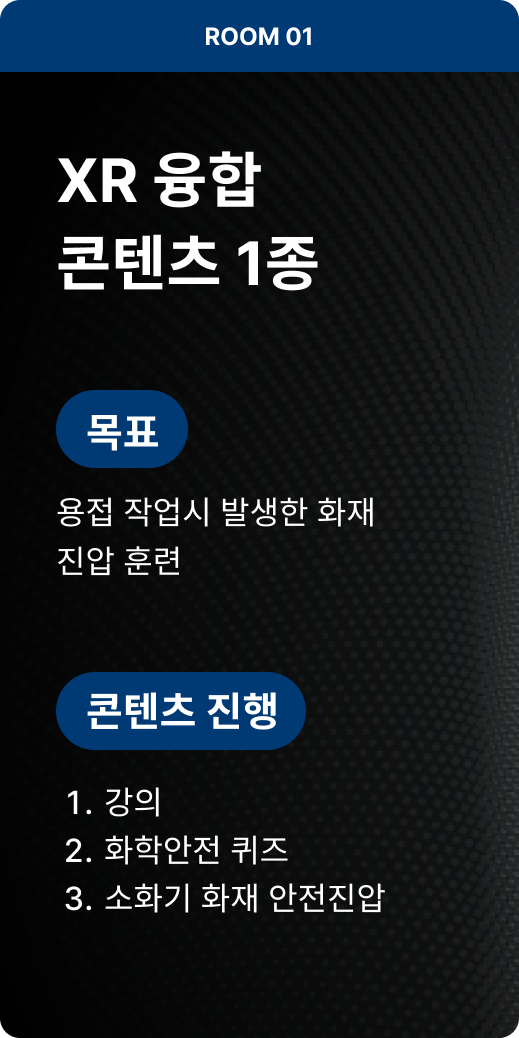 ROOM 01
XR 융합
콘텐츠 1종
목표
용접 작업시 발생한 화재
진압 훈련
콘텐츠 진행
1. 강의
2. 화학안전 퀴즈
3. 소화기 화재 안전진압